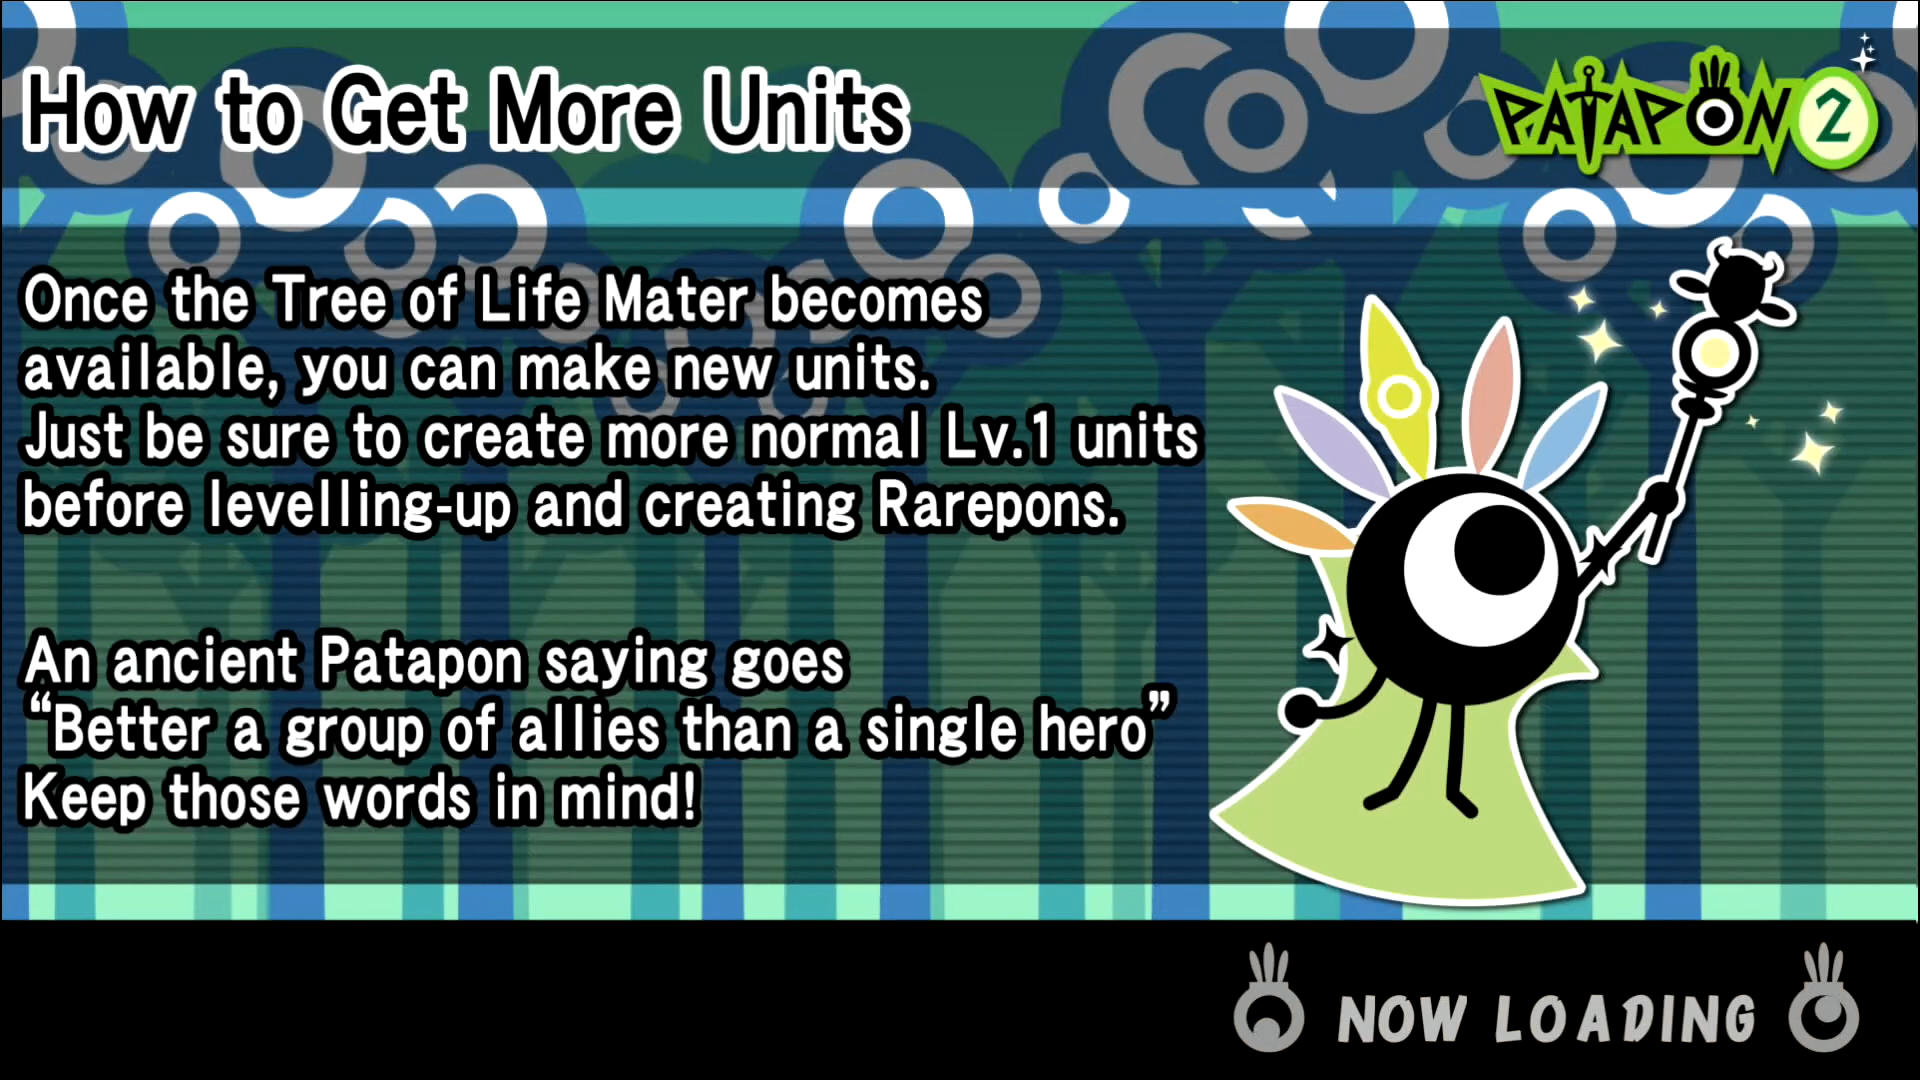 How to Get More Units
PATAPON 2
Once the Tree of Life Mater becomes
available, you can make new units.
Just be sure to create more normal Lv.1 units
before levelling-up and creating Rarepons.
An ancient Patapon saying goes
“Better a group of allies than a single hero”
Keep those words in mind!
NOW LOADING